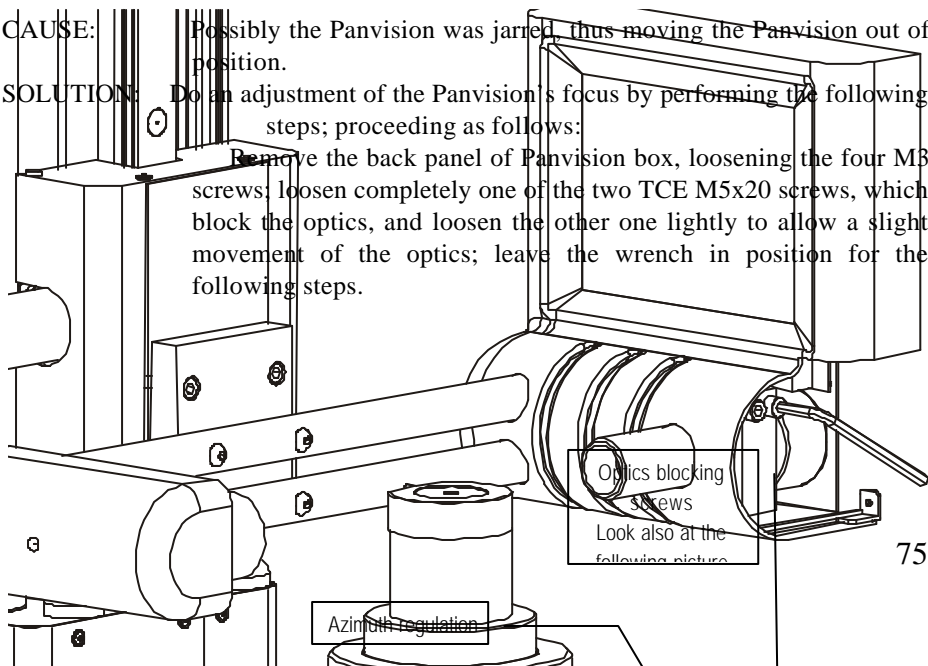 CAUSE: Possibly the Panvision was jarred, thus moving the Panvision out of
position.
SOLUTION: Do an adjustment of the Panvision's focus by performing the following
steps; proceeding as follows:
Remove the back panel of Panvision box, loosening the four M3
screws; loosen completely one of the two TCE M5x20 screws, which
block the optics, and loosen the other one lightly to allow a slight
movement of the optics; leave the wrench in position for the
following steps.
Optics blocking
screws
Look also at the
following picture
75
Azimuth regulation